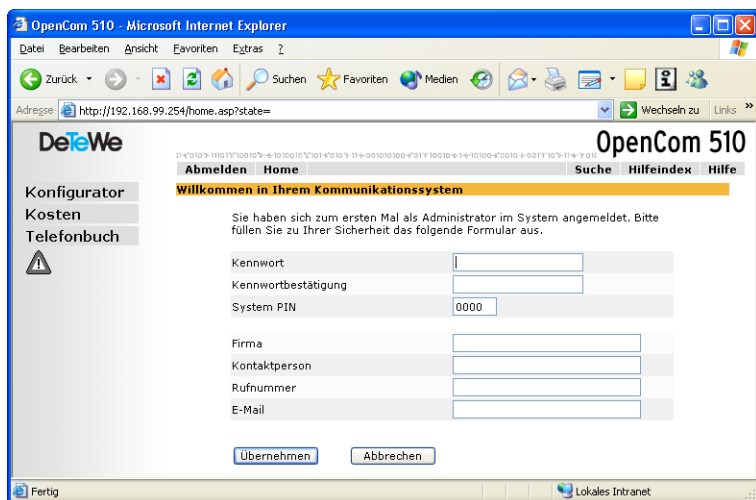 OpenCom 510 - Microsoft Internet Explorer
Datei Bearbeiten Ansicht Favoriten Extras ?
Zurück Suchen Favoriten Medien
Adresse http://192.168.99.254/home.asp?state= Wechseln zu Links »
DeTeWe
OpenCom 510
Abmelden Home Suche Hilfeindex Hilfe
Konfigurator
Kosten
Telefonbuch
Willkommen in Ihrem Kommunikationssystem
Sie haben sich zum ersten Mal als Administrator im System angemeldet. Bitte
füllen Sie zu Ihrer Sicherheit das folgende Formular aus.
Kennwort
Kennwortbestätigung
System PIN 0000
Firma
Kontaktperson
Rufnummer
E-Mail
Übernehmen Abbrechen
Fertig Lokales Intranet